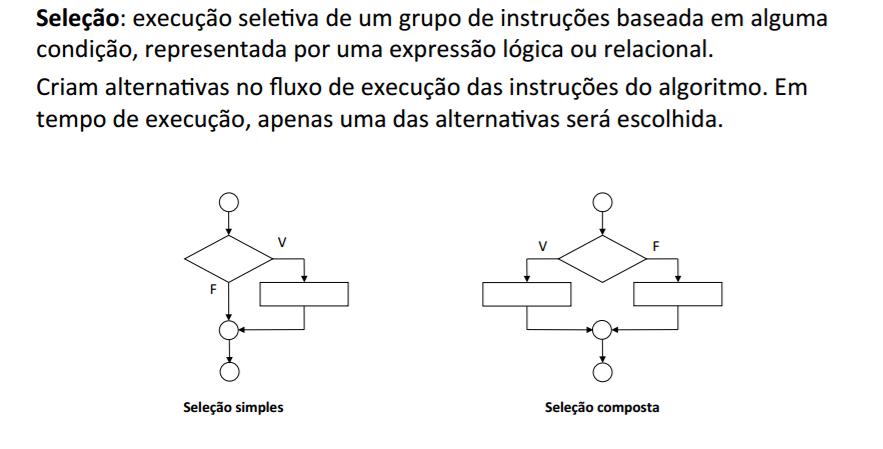 Seleção: execução seletiva de um grupo de instruções baseada em alguma
condição, representada por uma expressão lógica ou relacional.
Criam alternativas no fluxo de execução das instruções do algoritmo. Em
tempo de execução, apenas uma das alternativas será escolhida.
V
F
V
F
Seleção simples
Seleção composta